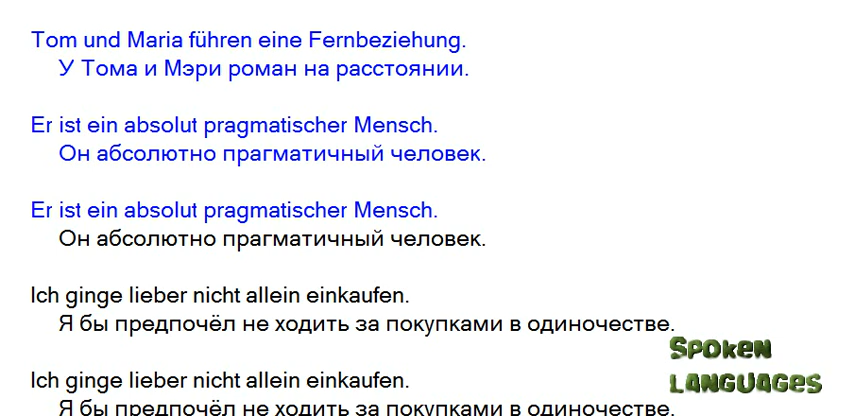 Tom und Maria führen eine Fernbeziehung.
У Тома и Мэри роман на расстоянии.
Er ist ein absolut pragmatischer Mensch.
Он абсолютно прагматичный человек.
Er ist ein absolut pragmatischer Mensch.
Он абсолютно прагматичный человек.
Ich ginge lieber nicht allein einkaufen.
Я бы предпочёл не ходить за покупками в одиночестве.
Ich ginge lieber nicht allein einkaufen.
Я бы предпочёл не ходить за покупками в одиночестве.
Spoken
Languages